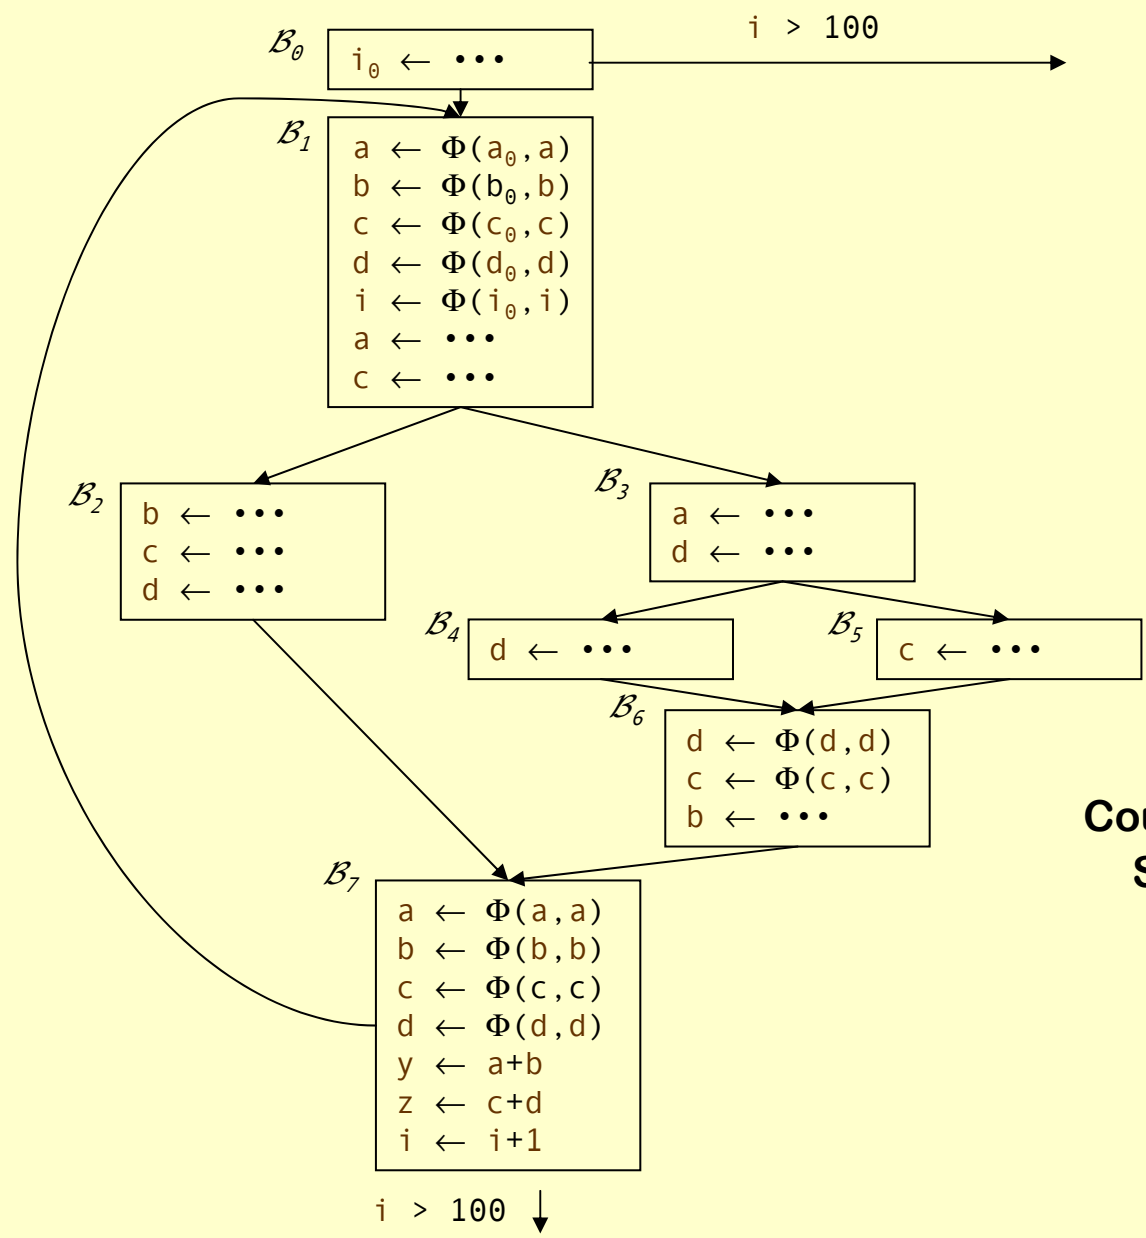 i > 100
ℬ₀
i₀ ← •••
ℬ₁
a ← Φ(a₀,a)
b ← Φ(b₀,b)
c ← Φ(c₀,c)
d ← Φ(d₀,d)
i ← Φ(i₀,i)
a ← •••
c ← •••
ℬ₂
b ← •••
c ← •••
d ← •••
ℬ₃
a ← •••
d ← •••
ℬ₄
d ← •••
ℬ₅
c ← •••
ℬ₆
d ← Φ(d,d)
c ← Φ(c,c)
b ← •••
ℬ₇
a ← Φ(a,a)
b ← Φ(b,b)
c ← Φ(c,c)
d ← Φ(d,d)
y ← a+b
z ← c+d
i ← i+1
i > 100